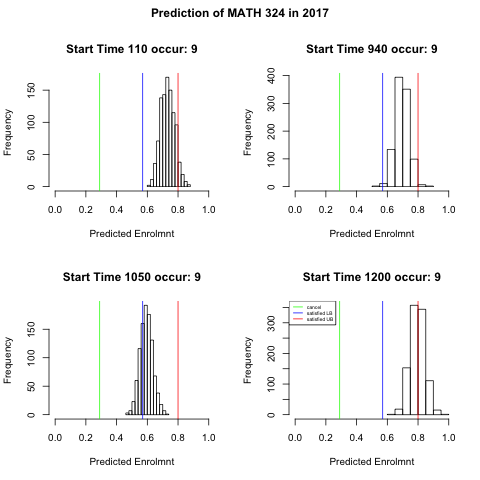 Prediction of MATH 324 in 2017
Start Time 110 occur: 9
Frequency
0 50 100 150
0.0 0.2 0.4 0.6 0.8 1.0
Predicted Enrolmnt
Start Time 940 occur: 9
Frequency
0 100 200 300 400
0.0 0.2 0.4 0.6 0.8 1.0
Predicted Enrolmnt
Start Time 1050 occur: 9
Frequency
0 50 100 150
0.0 0.2 0.4 0.6 0.8 1.0
Predicted Enrolmnt
Start Time 1200 occur: 9
cancel
satisfied LB
satisfied UB
Frequency
0 100 200 300
0.0 0.2 0.4 0.6 0.8 1.0
Predicted Enrolmnt